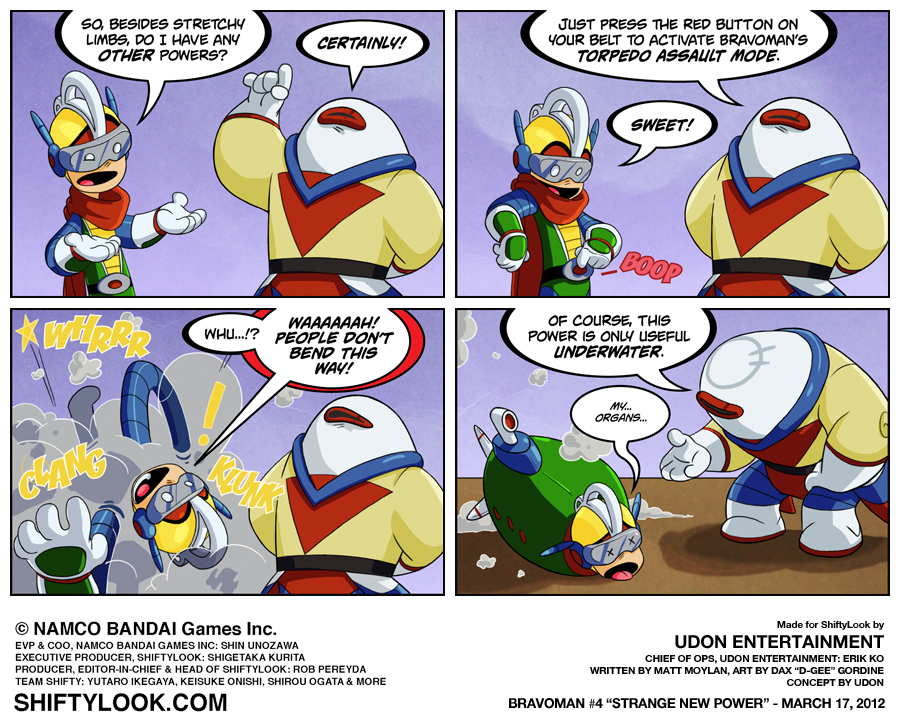 SO, BESIDES STRETCHY
LIMBS, DO I HAVE ANY
OTHER POWERS?
CERTAINLY!
JUST PRESS THE RED BUTTON ON
YOUR BELT TO ACTIVATE BRAVOMAN'S
TORPEDO ASSAULT MODE.
SWEET!
BOOP
WHRRR
WHU...!?
WAAAAAAH!
PEOPLE DON'T
BEND THIS
WAY!
!
CLANG
KLUNK
OF COURSE, THIS
POWER IS ONLY USEFUL
UNDERWATER.
MY...
ORGANS...
© NAMCO BANDAI Games Inc.
EVP & COO, NAMCO BANDAI GAMES INC: SHIN UNOZAWA
EXECUTIVE PRODUCER, SHIFTYLOOK: SHIGETAKA KURITA
PRODUCER, EDITOR-IN-CHIEF & HEAD OF SHIFTYLOOK: ROB PEREYDA
TEAM SHIFTY: YUTARO IKEGAYA, KEISUKE ONISHI, SHIROU OGATA & MORE
SHIFTYLOOK.COM
Made for ShiftyLook by
UDON ENTERTAINMENT
CHIEF OF OPS, UDON ENTERTAINMENT: ERIK KO
WRITTEN BY MATT MOYLAN, ART BY DAX "D-GEE" GORDINE
CONCEPT BY UDON
BRAVOMAN #4 "STRANGE NEW POWER" - MARCH 17, 2012